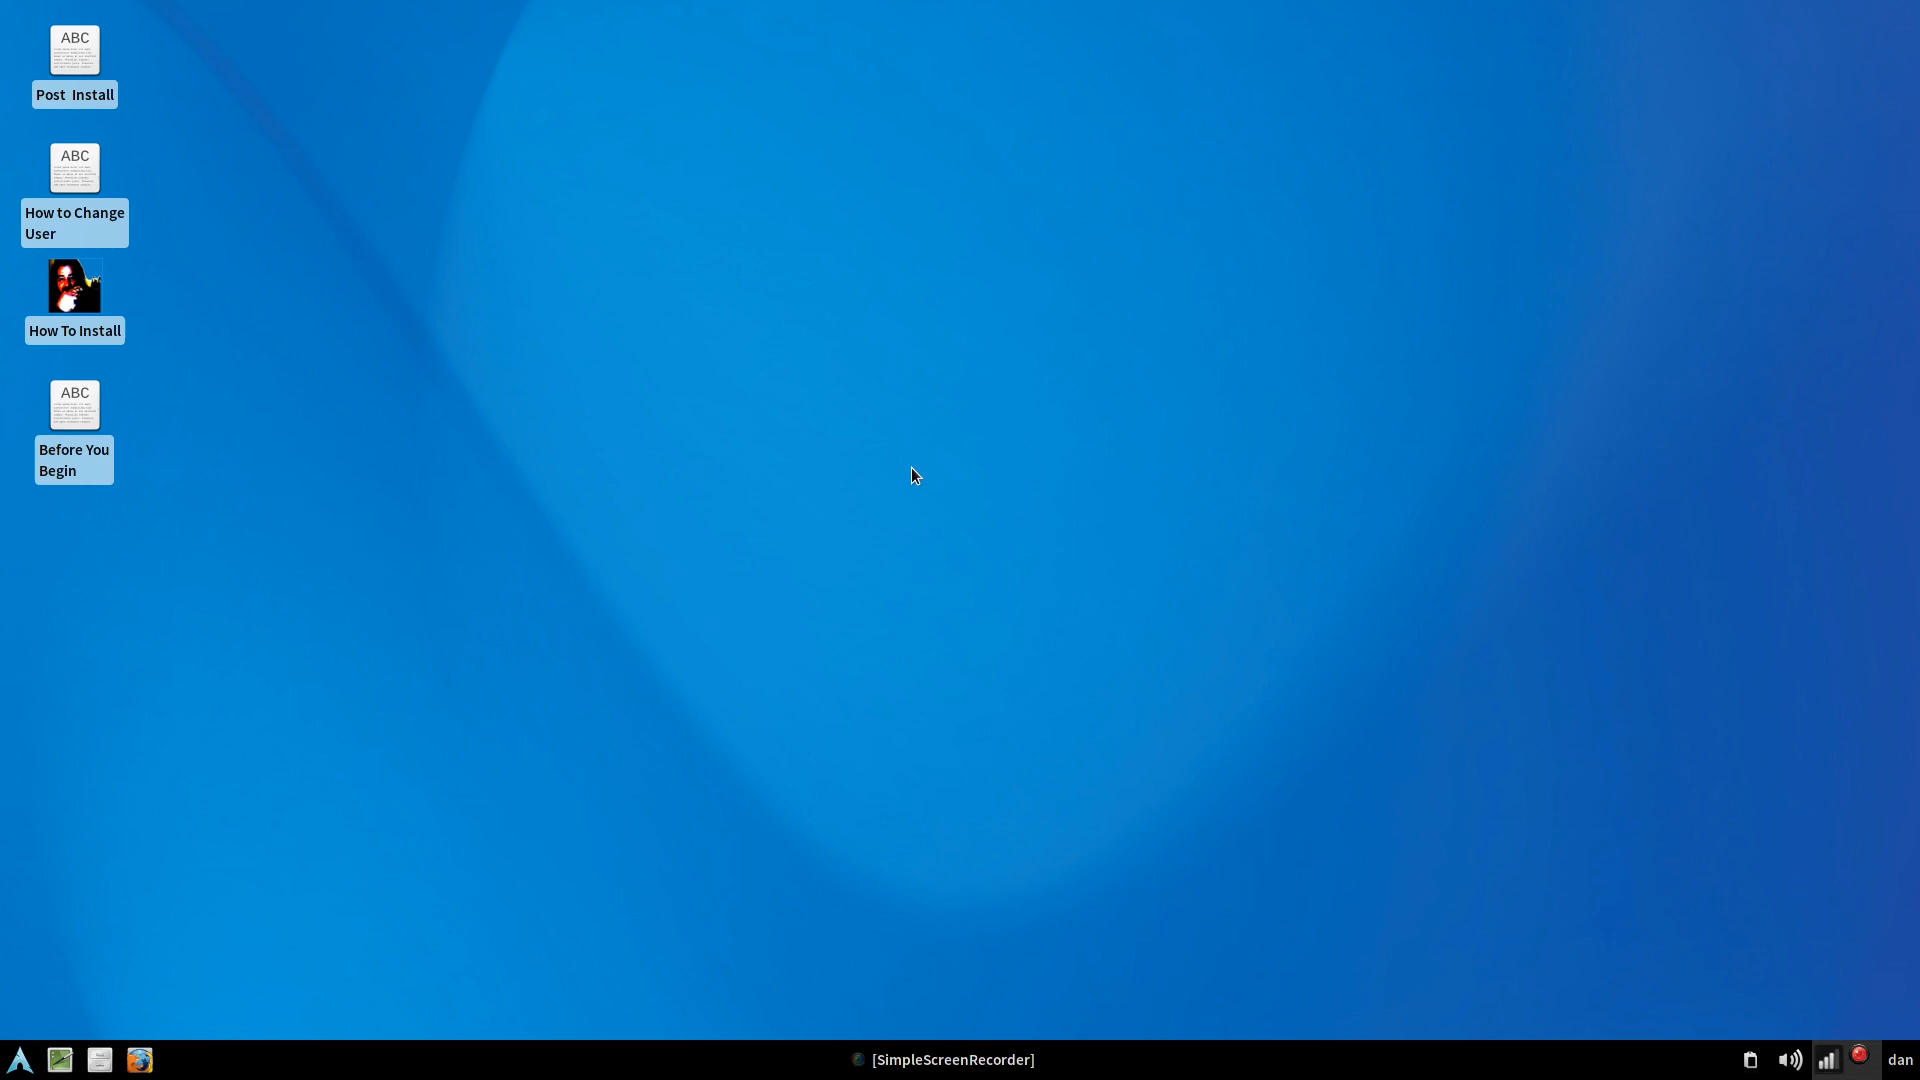 ABC
Post Install
ABC
How to Change
User
How To Install
ABC
Before You
Begin
[SimpleScreenRecorder]
dan